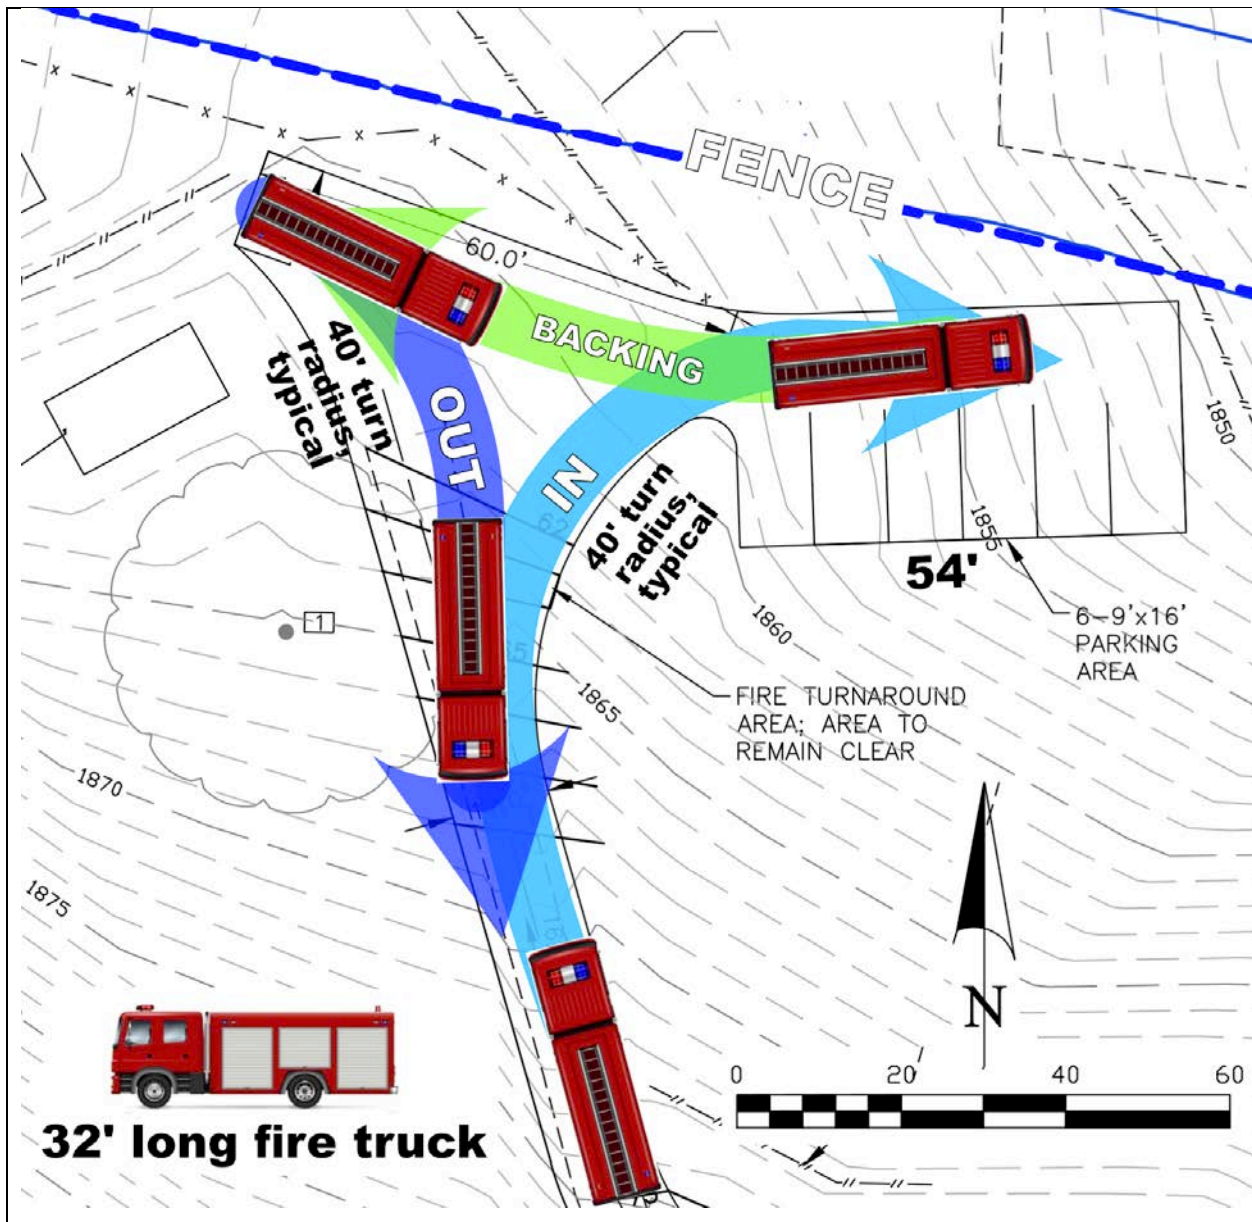 FENCE
60.0'
BACKING
40' turn
radius,
typical
OUT
IN
40' turn
radius,
typical
1850
1855
54'
6-9'x16'
PARKING
AREA
1860
1
1865
FIRE TURNAROUND
AREA; AREA TO
REMAIN CLEAR
1870
1875
N
0 20' 40 60
32' long fire truck